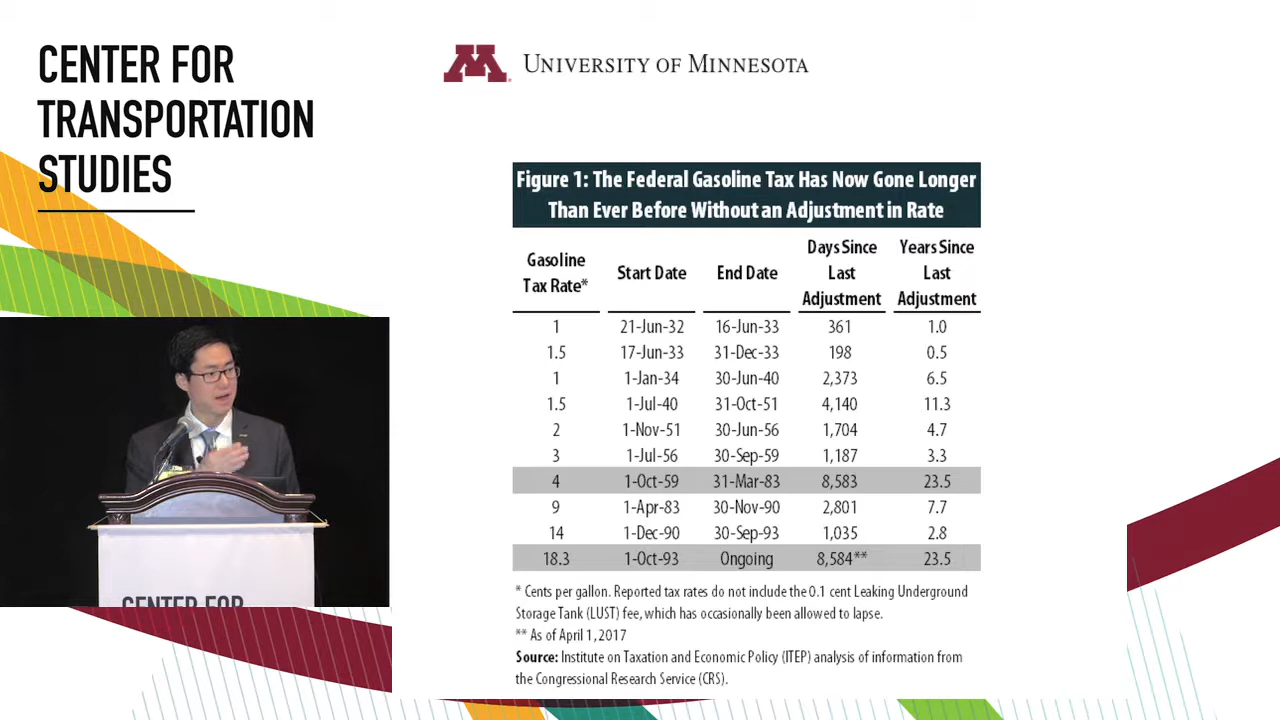 CENTER FOR
TRANSPORTATION
STUDIES
UNIVERSITY OF MINNESOTA
Figure 1: The Federal Gasoline Tax Has Now Gone Longer
Than Ever Before Without an Adjustment in Rate
Gasoline Tax Rate* Start Date End Date Days Since Last Adjustment Years Since Last Adjustment
1 21-Jun-32 16-Jun-33 361 1.0
1.5 17-Jun-33 31-Dec-33 198 0.5
1 1-Jan-34 30-Jun-40 2,373 6.5
1.5 1-Jul-40 31-Oct-51 4,140 11.3
2 1-Nov-51 30-Jun-56 1,704 4.7
3 1-Jul-56 30-Sep-59 1,187 3.3
4 1-Oct-59 31-Mar-83 8,583 23.5
9 1-Apr-83 30-Nov-90 2,801 7.7
14 1-Dec-90 30-Sep-93 1,035 2.8
18.3 1-Oct-93 Ongoing 8,584** 23.5
* Cents per gallon. Reported tax rates do not include the 0.1 cent Leaking Underground
Storage Tank (LUST) fee, which has occasionally been allowed to lapse.
** As of April 1, 2017
Source: Institute on Taxation and Economic Policy (ITEP) analysis of information from
the Congressional Research Service (CRS).
CENTER FOR